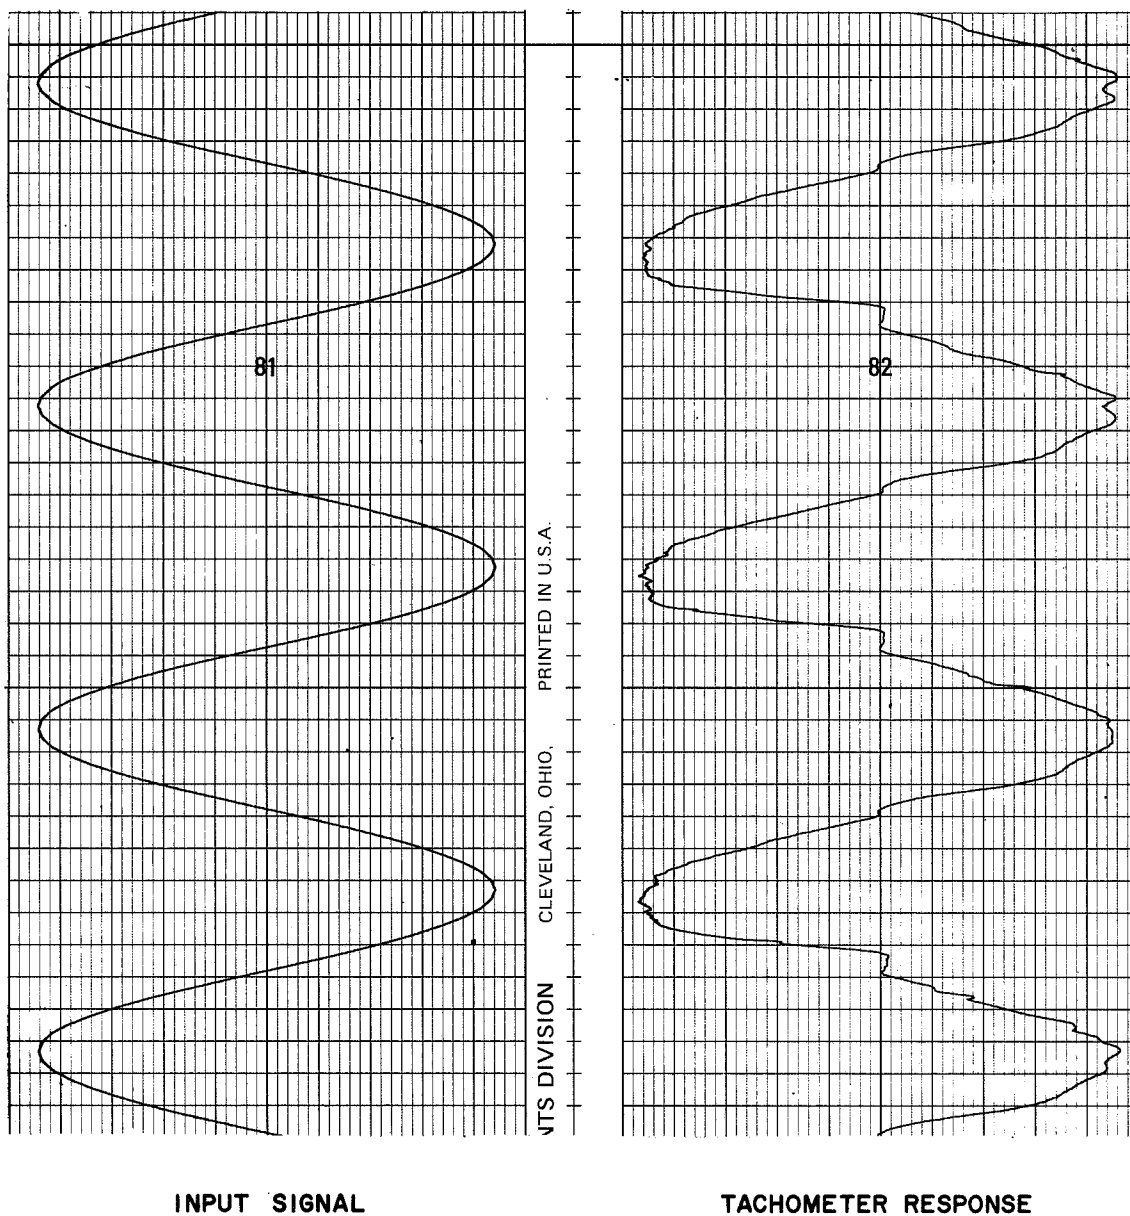 81
82
NTS DIVISION CLEVELAND, OHIO, PRINTED IN U.S.A.
INPUT SIGNAL
TACHOMETER RESPONSE